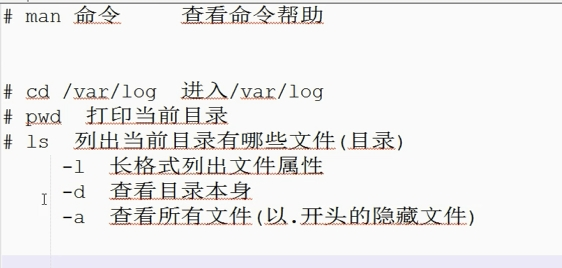 # man 命令     查看命令帮助
# cd /var/log  进入/var/log
# pwd  打印当前目录
# ls  列出当前目录有哪些文件(目录)
-l  长格式列出文件属性
-d  查看目录本身
-a  查看所有文件(以.开头的隐藏文件)